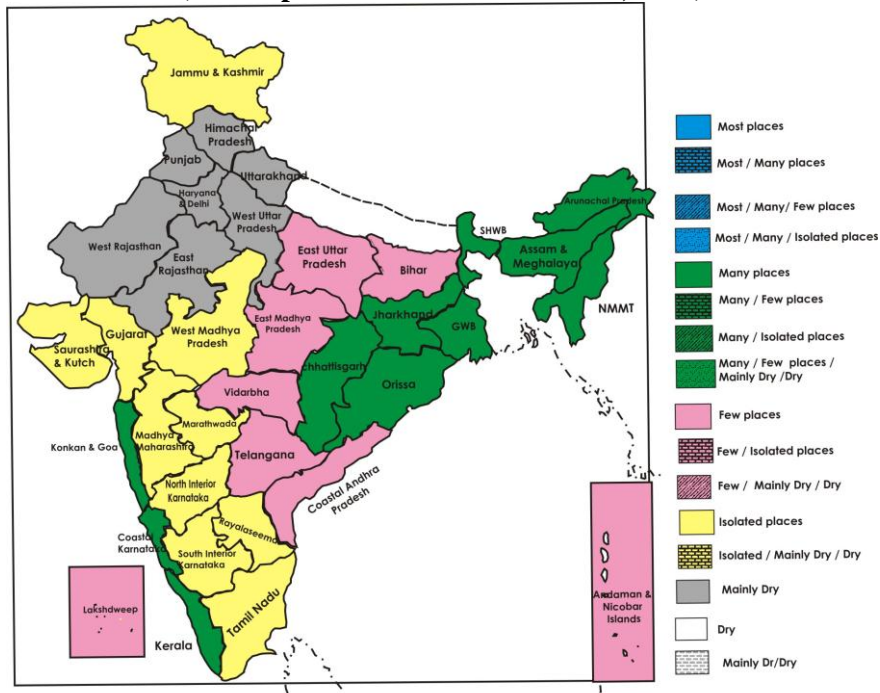 Jammu & Kashmir
Himachal
Pradesh
Punjab
Uttarakhand
Haryana
& Delhi
West Uttar
Pradesh
West Rajasthan
East
Rajasthan
East Uttar
Pradesh
Bihar
SHWB
Arunachal Pradesh
Assam &
Meghalaya
NMMT
Jharkhand
GWB
Gujarat
Saurashtra
& Kutch
West Madhya
Pradesh
East Madhya
Pradesh
chhattisgarh
Orissa
Vidarbha
Marathwada
Madhya
Maharashtra
Konkan & Goa
Telangana
Coastal Andhra
Pradesh
North Interior
Karnataka
Rayalaseema
Coastal
Karnataka
South Interior
Karnataka
Tamil Nadu
Kerala
Lakshdweep
Andaman &
Nicobar
Islands
Most places
Most / Many places
Most / Many/ Few places
Most / Many / Isolated places
Many places
Many / Few places
Many / Isolated places
Many / Few places /
Mainly Dry /Dry
Few places
Few / Isolated places
Few / Mainly Dry / Dry
Isolated places
Isolated / Mainly Dry / Dry
Mainly Dry
Dry
Mainly Dr/Dry